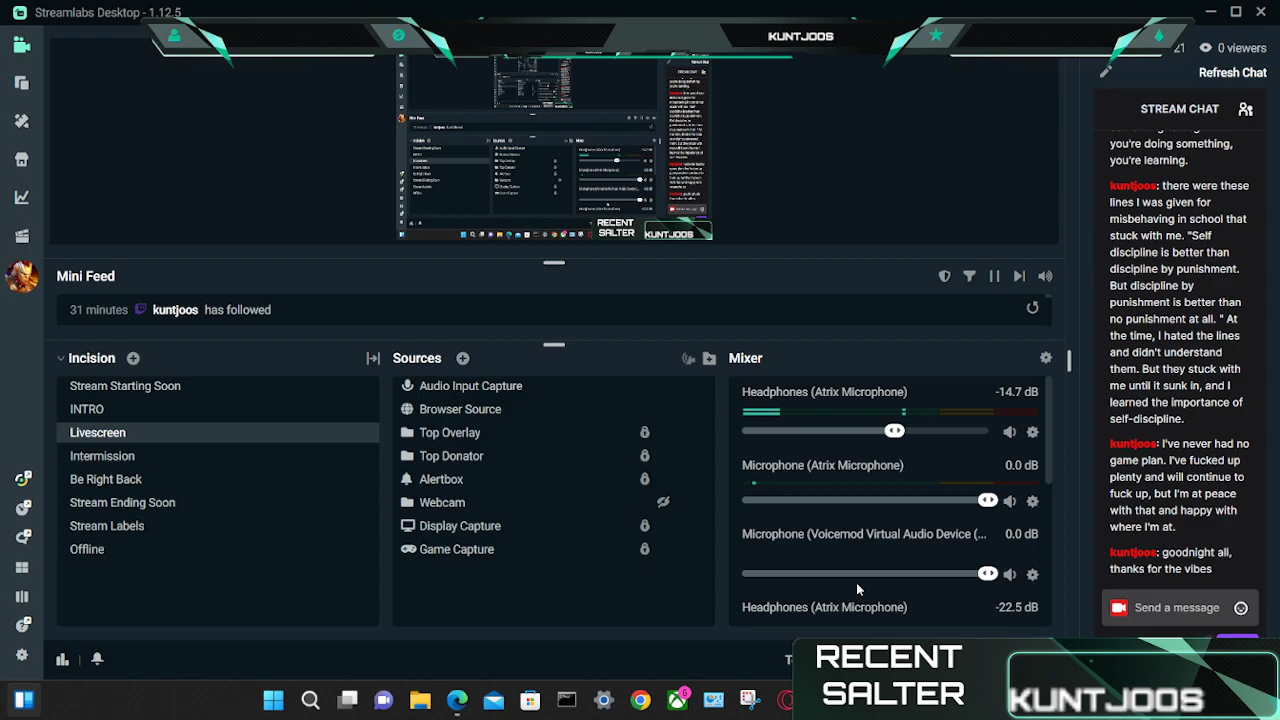 Streamlabs Desktop - 1.12.5
KUNTJOOS
21
0 viewers
Refresh Chat
STREAM CHAT
you're doing something,
you're learning.
kuntjoos: there were these
lines I was given for
misbehaving in school that
stuck with me. "Self
discipline is better than
discipline by punishment.
But discipline by
punishment is better than
no punishment at all. " At
the time, I hated the lines
and didn't understand
them. But they stuck with
me until it sunk in, and I
learned the importance of
self-discipline.
kuntjoos: I've never had no
game plan. I've fucked up
plenty and will continue to
fuck up, but I'm at peace
with that and happy with
where I'm at.
kuntjoos: goodnight all,
thanks for the vibes
Send a message
RECENT
SALTER
KUNTJOOS
Mini Feed
31 minutes kuntjoos has followed
Incision
Stream Starting Soon
INTRO
Livescreen
Intermission
Be Right Back
Stream Ending Soon
Stream Labels
Offline
Sources
Audio Input Capture
Browser Source
Top Overlay
Top Donator
Alertbox
Webcam
Display Capture
Game Capture
Mixer
Headphones (Atrix Microphone) -14.7 dB
Microphone (Atrix Microphone) 0.0 dB
Microphone (Voicemod Virtual Audio Device (... 0.0 dB
Headphones (Atrix Microphone) -22.5 dB
6
RECENT
SALTER
KUNTJOOS